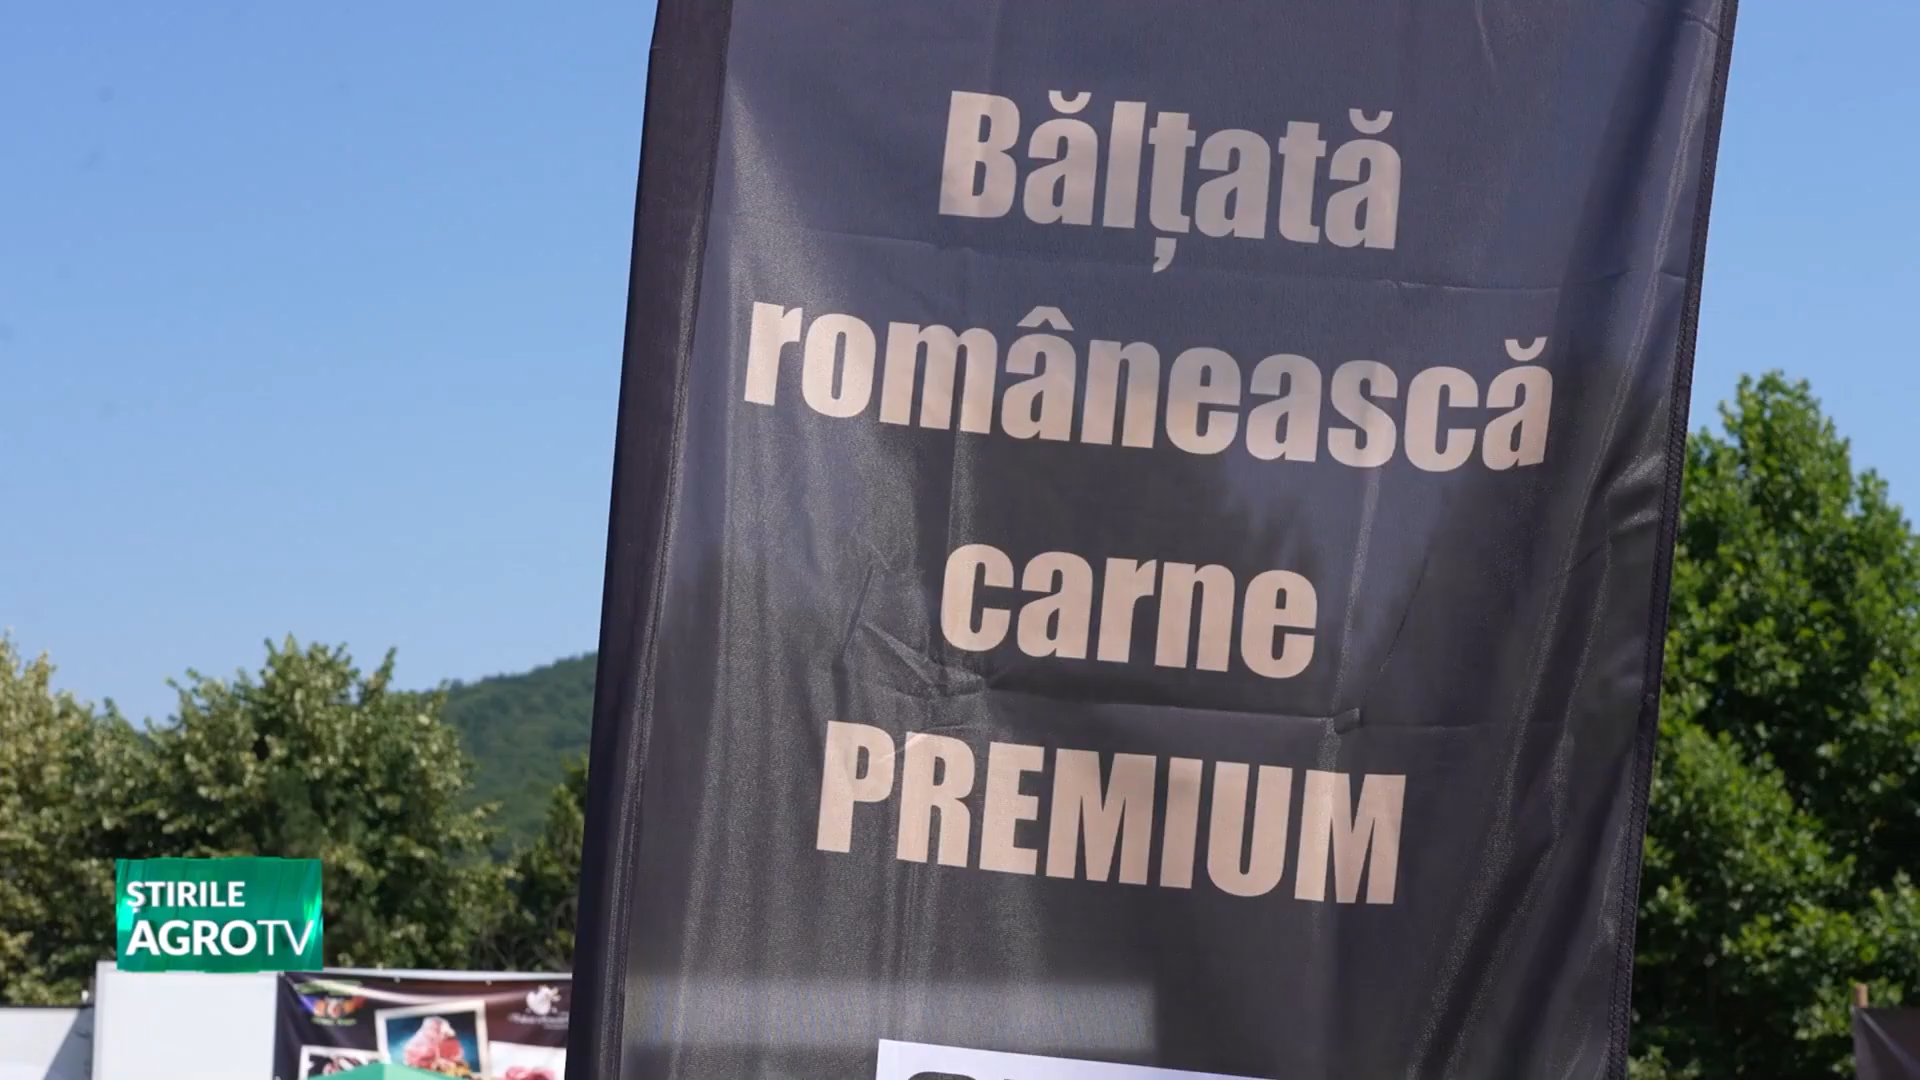 Bălțată
românească
carne
PREMIUM
ȘTIRILE
AGROTV